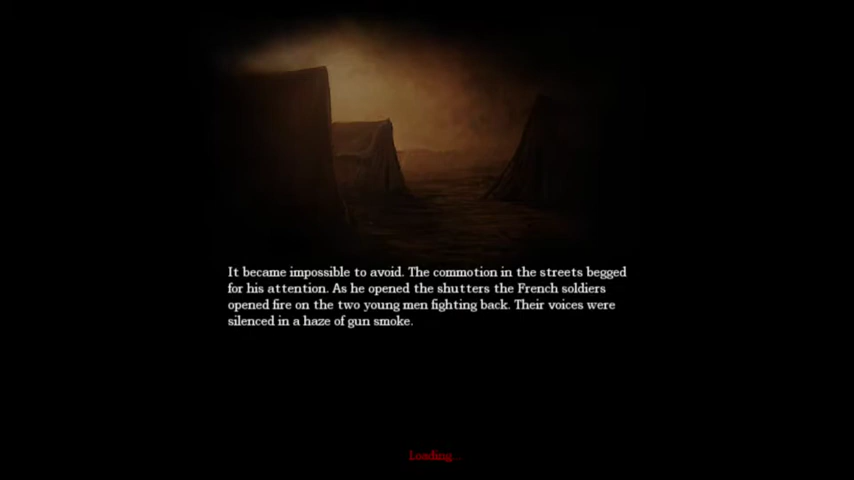 It became impossible to avoid. The commotion in the streets begged
for his attention. As he opened the shutters the French soldiers
opened fire on the two young men fighting back. Their voices were
silenced in a haze of gun smoke.
Loading...